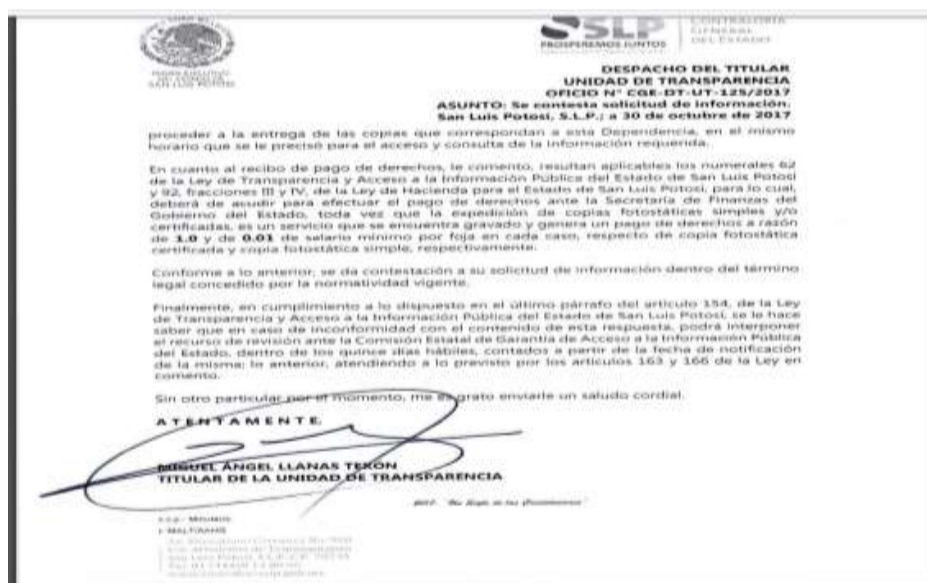 PODER EJECUTIVO
DEL ESTADO DE
SAN LUIS POTOSÍ
SLP
PROSPEREMOS JUNTOS
CONTRALORÍA
GENERAL
DEL ESTADO
DESPACHO DEL TITULAR
UNIDAD DE TRANSPARENCIA
OFICIO N° CGE-DT-UT-125/2017
ASUNTO: Se contesta solicitud de información.
San Luis Potosí, S.L.P.; a 30 de octubre de 2017
proceder a la entrega de las copias que correspondan a esta Dependencia, en el mismo
horario que se le precisó para el acceso y consulta de la información requerida.
En cuanto al recibo de pago de derechos, le comento, resultan aplicables los numerales 62
de la Ley de Transparencia y Acceso a la Información Pública del Estado de San Luis Potosí
y 92, fracciones III y IV, de la Ley de Hacienda para el Estado de San Luis Potosí, para lo cual,
deberá de acudir para efectuar el pago de derechos ante la Secretaría de Finanzas del
Gobierno del Estado, toda vez que la expedición de copias fotostáticas simples y/o
certificadas, es un servicio que se encuentra gravado y genera un pago de derechos a razón
de 1.0 y de 0.01 de salario mínimo por foja en cada caso, respecto de copia fotostática
certificada y copia fotostática simple, respectivamente.
Conforme a lo anterior, se da contestación a su solicitud de información dentro del término
legal concedido por la normatividad vigente.
Finalmente, en cumplimiento a lo dispuesto en el último párrafo del artículo 154, de la Ley
de Transparencia y Acceso a la Información Pública del Estado de San Luis Potosí, se le hace
saber que en caso de inconformidad con el contenido de esta respuesta, podrá interponer
el recurso de revisión ante la Comisión Estatal de Garantía de Acceso a la Información Pública
del Estado, dentro de los quince días hábiles, contados a partir de la fecha de notificación
de la misma; lo anterior, atendiendo a lo previsto por los artículos 163 y 166 de la Ley en
comento.
Sin otro particular por el momento, me es grato enviarle un saludo cordial.
A T E N T A M E N T E.
MIGUEL ÁNGEL LLANAS TEXON
TITULAR DE LA UNIDAD DE TRANSPARENCIA
2017, "Un Siglo de las Constituciones"
c.c.p.- Minutario